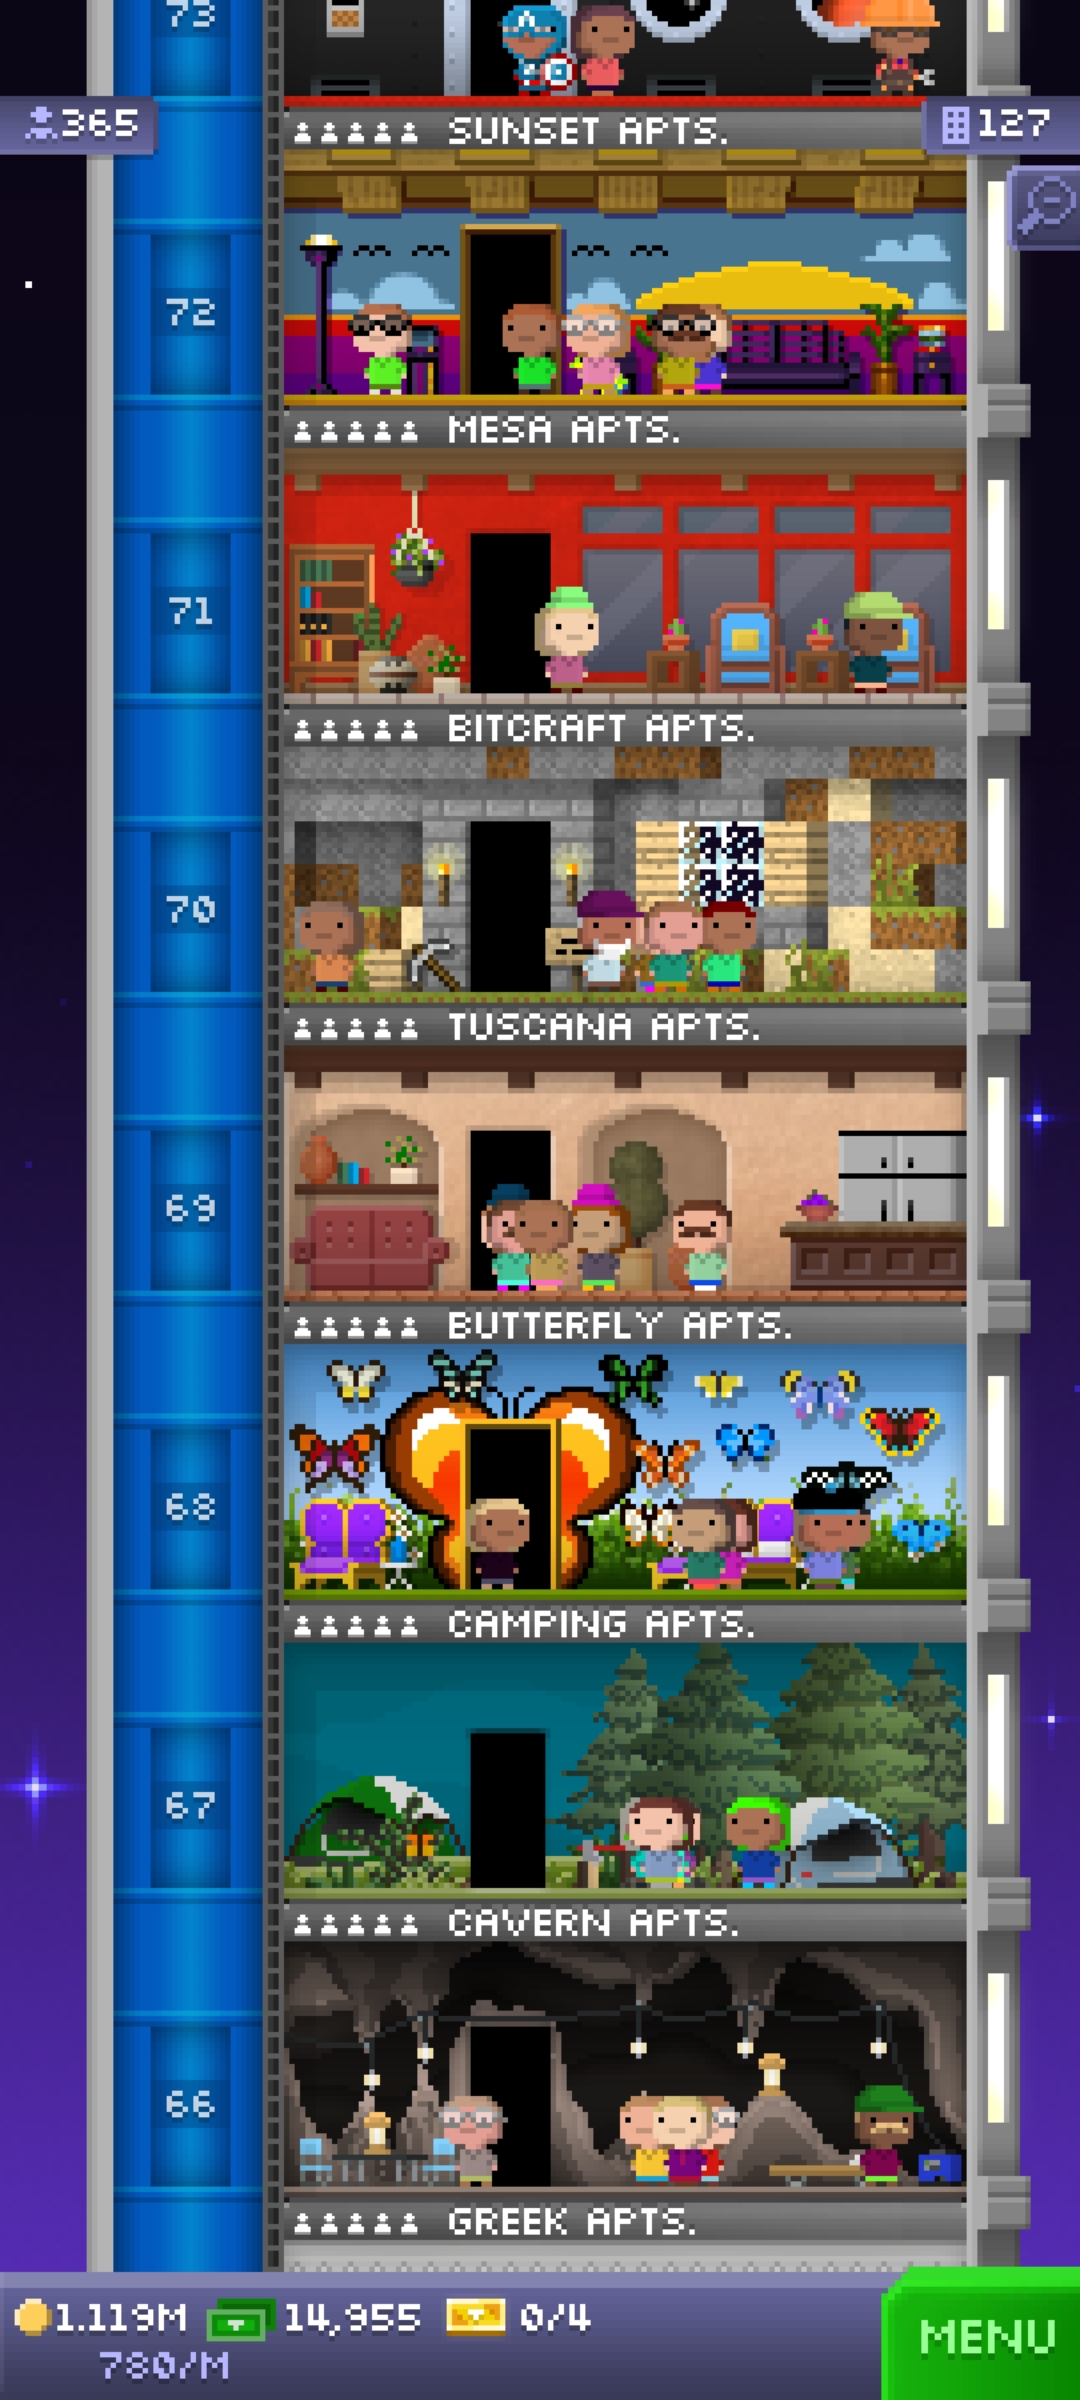 73
365
SUNSET APTS.
127
72
MESA APTS.
71
BITCRAFT APTS.
70
TUSCANA APTS.
69
BUTTERFLY APTS.
68
CAMPING APTS.
67
CAVERN APTS.
66
GREEK APTS.
1.119M 14,955 0/4
780/M
MENU